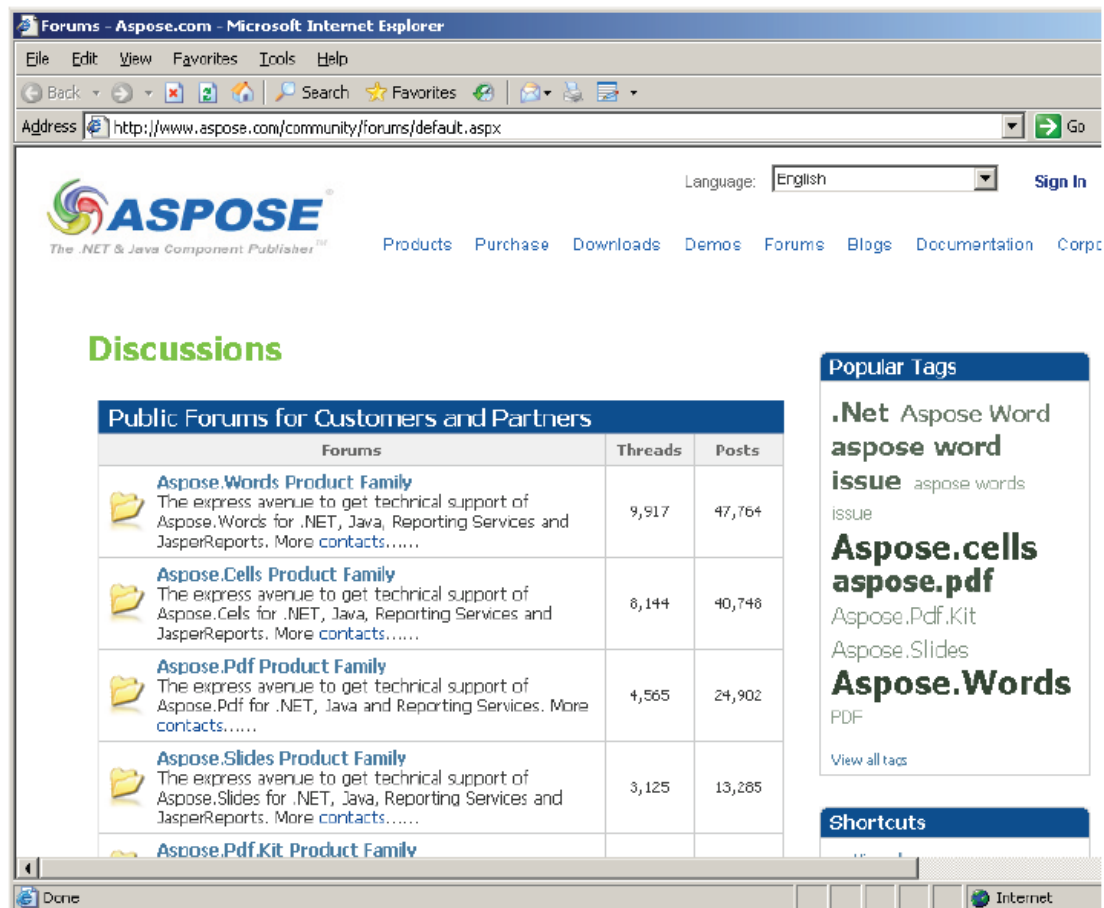 Forums - Aspose.com - Microsoft Internet Explorer
File Edit View Favorites Tools Help
Back Search Favorites
Address http://www.aspose.com/community/forums/default.aspx Go
Language: English Sign In
ASPOSE
The .NET & Java Component Publisher™
Products Purchase Downloads Demos Forums Blogs Documentation Corpo
Discussions
Public Forums for Customers and Partners
Forums Threads Posts
Aspose.Words Product Family
The express avenue to get technical support of
Aspose.Words for .NET, Java, Reporting Services and
JasperReports. More contacts......
9,917 47,764
Aspose.Cells Product Family
The express avenue to get technical support of
Aspose.Cells for .NET, Java, Reporting Services and
JasperReports. More contacts......
8,144 40,748
Aspose.Pdf Product Family
The express avenue to get technical support of
Aspose.Pdf for .NET, Java and Reporting Services. More
contacts......
4,565 24,902
Aspose.Slides Product Family
The express avenue to get technical support of
Aspose.Slides for .NET, Java, Reporting Services and
JasperReports. More contacts......
3,125 13,285
Aspose.Pdf.Kit Product Family
Popular Tags
.Net Aspose Word
aspose word
issue aspose words
issue
Aspose.cells
aspose.pdf
Aspose.Pdf.Kit
Aspose.Slides
Aspose.Words
PDF
View all tags
Shortcuts
Done Internet